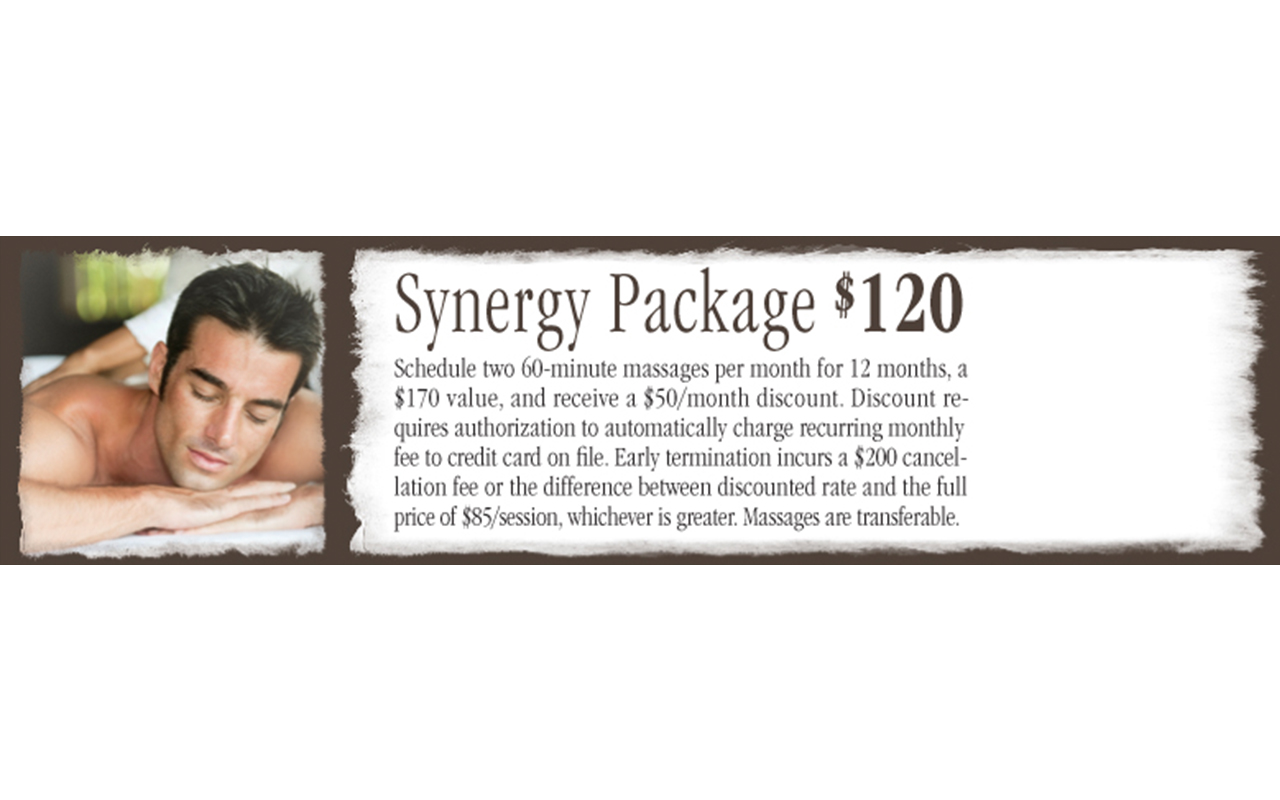 Synergy Package $120
Schedule two 60-minute massages per month for 12 months, a
$170 value, and receive a $50/month discount. Discount re-
quires authorization to automatically charge recurring monthly
fee to credit card on file. Early termination incurs a $200 cancel-
lation fee or the difference between discounted rate and the full
price of $85/session, whichever is greater. Massages are transferable.